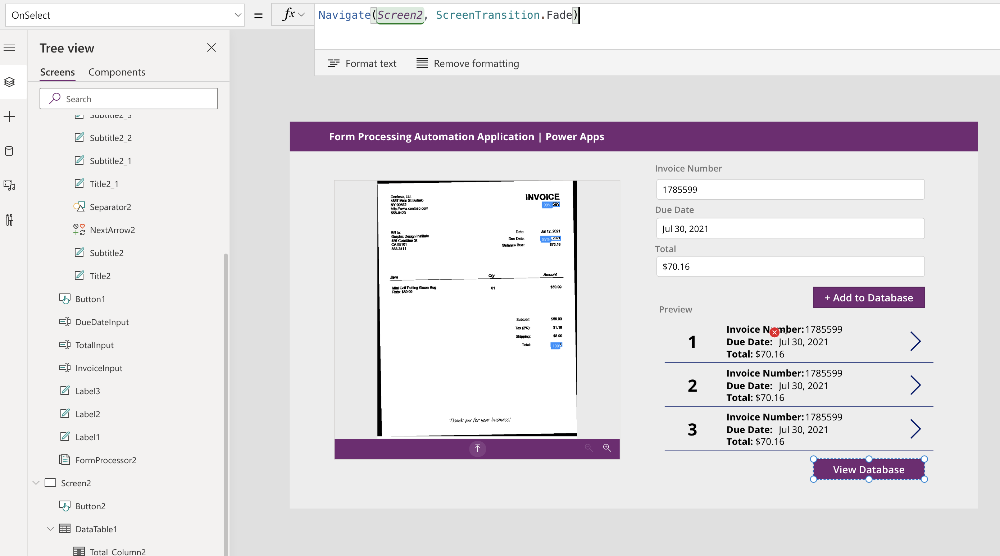 OnSelect
=
fx
Navigate(Screen2, ScreenTransition.Fade)
Format text
Remove formatting
Tree view
Screens
Components
Search
Subtitle2_3
Subtitle2_2
Subtitle2_1
Title2_1
Separator2
NextArrow2
Subtitle2
Title2
Button1
DueDateInput
TotalInput
InvoiceInput
Label3
Label2
Label1
FormProcessor2
Screen2
Button2
DataTable1
Total_Column2
Form Processing Automation Application | Power Apps
Contoso, Ltd.
4567 Main St Buffalo
NY 90852
http://www.contoso.com
555-0123
INVOICE
99% 599
Bill to:
Graphic Design Institute
456 Coastline St
CA 95101
555-3411
Date: Jul 12, 2021
Due Date: 99% 2021
Balance Due: $70.16
Item Qty Amount
Mini Golf Putting Green Rug 01 $59.99
Rate: $59.99
Subtotal: $59.99
Tax (2%): $1.18
Shipping: $8.99
Total: 100%
Thank you for your business!
Invoice Number
1785599
Due Date
Jul 30, 2021
Total
$70.16
+ Add to Database
Preview
1
Invoice Number: 1785599
Due Date: Jul 30, 2021
Total: $70.16
2
Invoice Number: 1785599
Due Date: Jul 30, 2021
Total: $70.16
3
Invoice Number: 1785599
Due Date: Jul 30, 2021
Total: $70.16
View Database